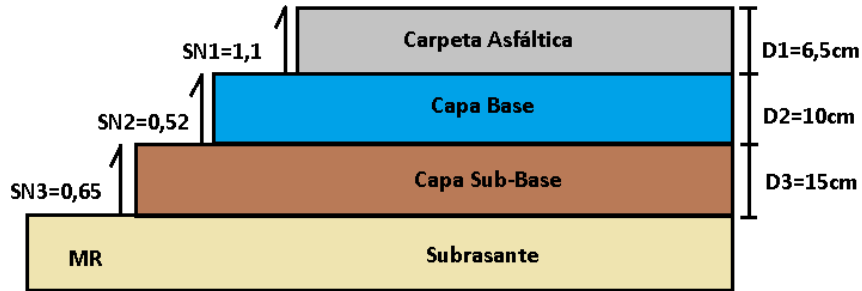 Carpeta Asfáltica
SN1=1,1
D1=6,5cm
Capa Base
SN2=0,52
D2=10cm
Capa Sub-Base
SN3=0,65
D3=15cm
MR
Subrasante